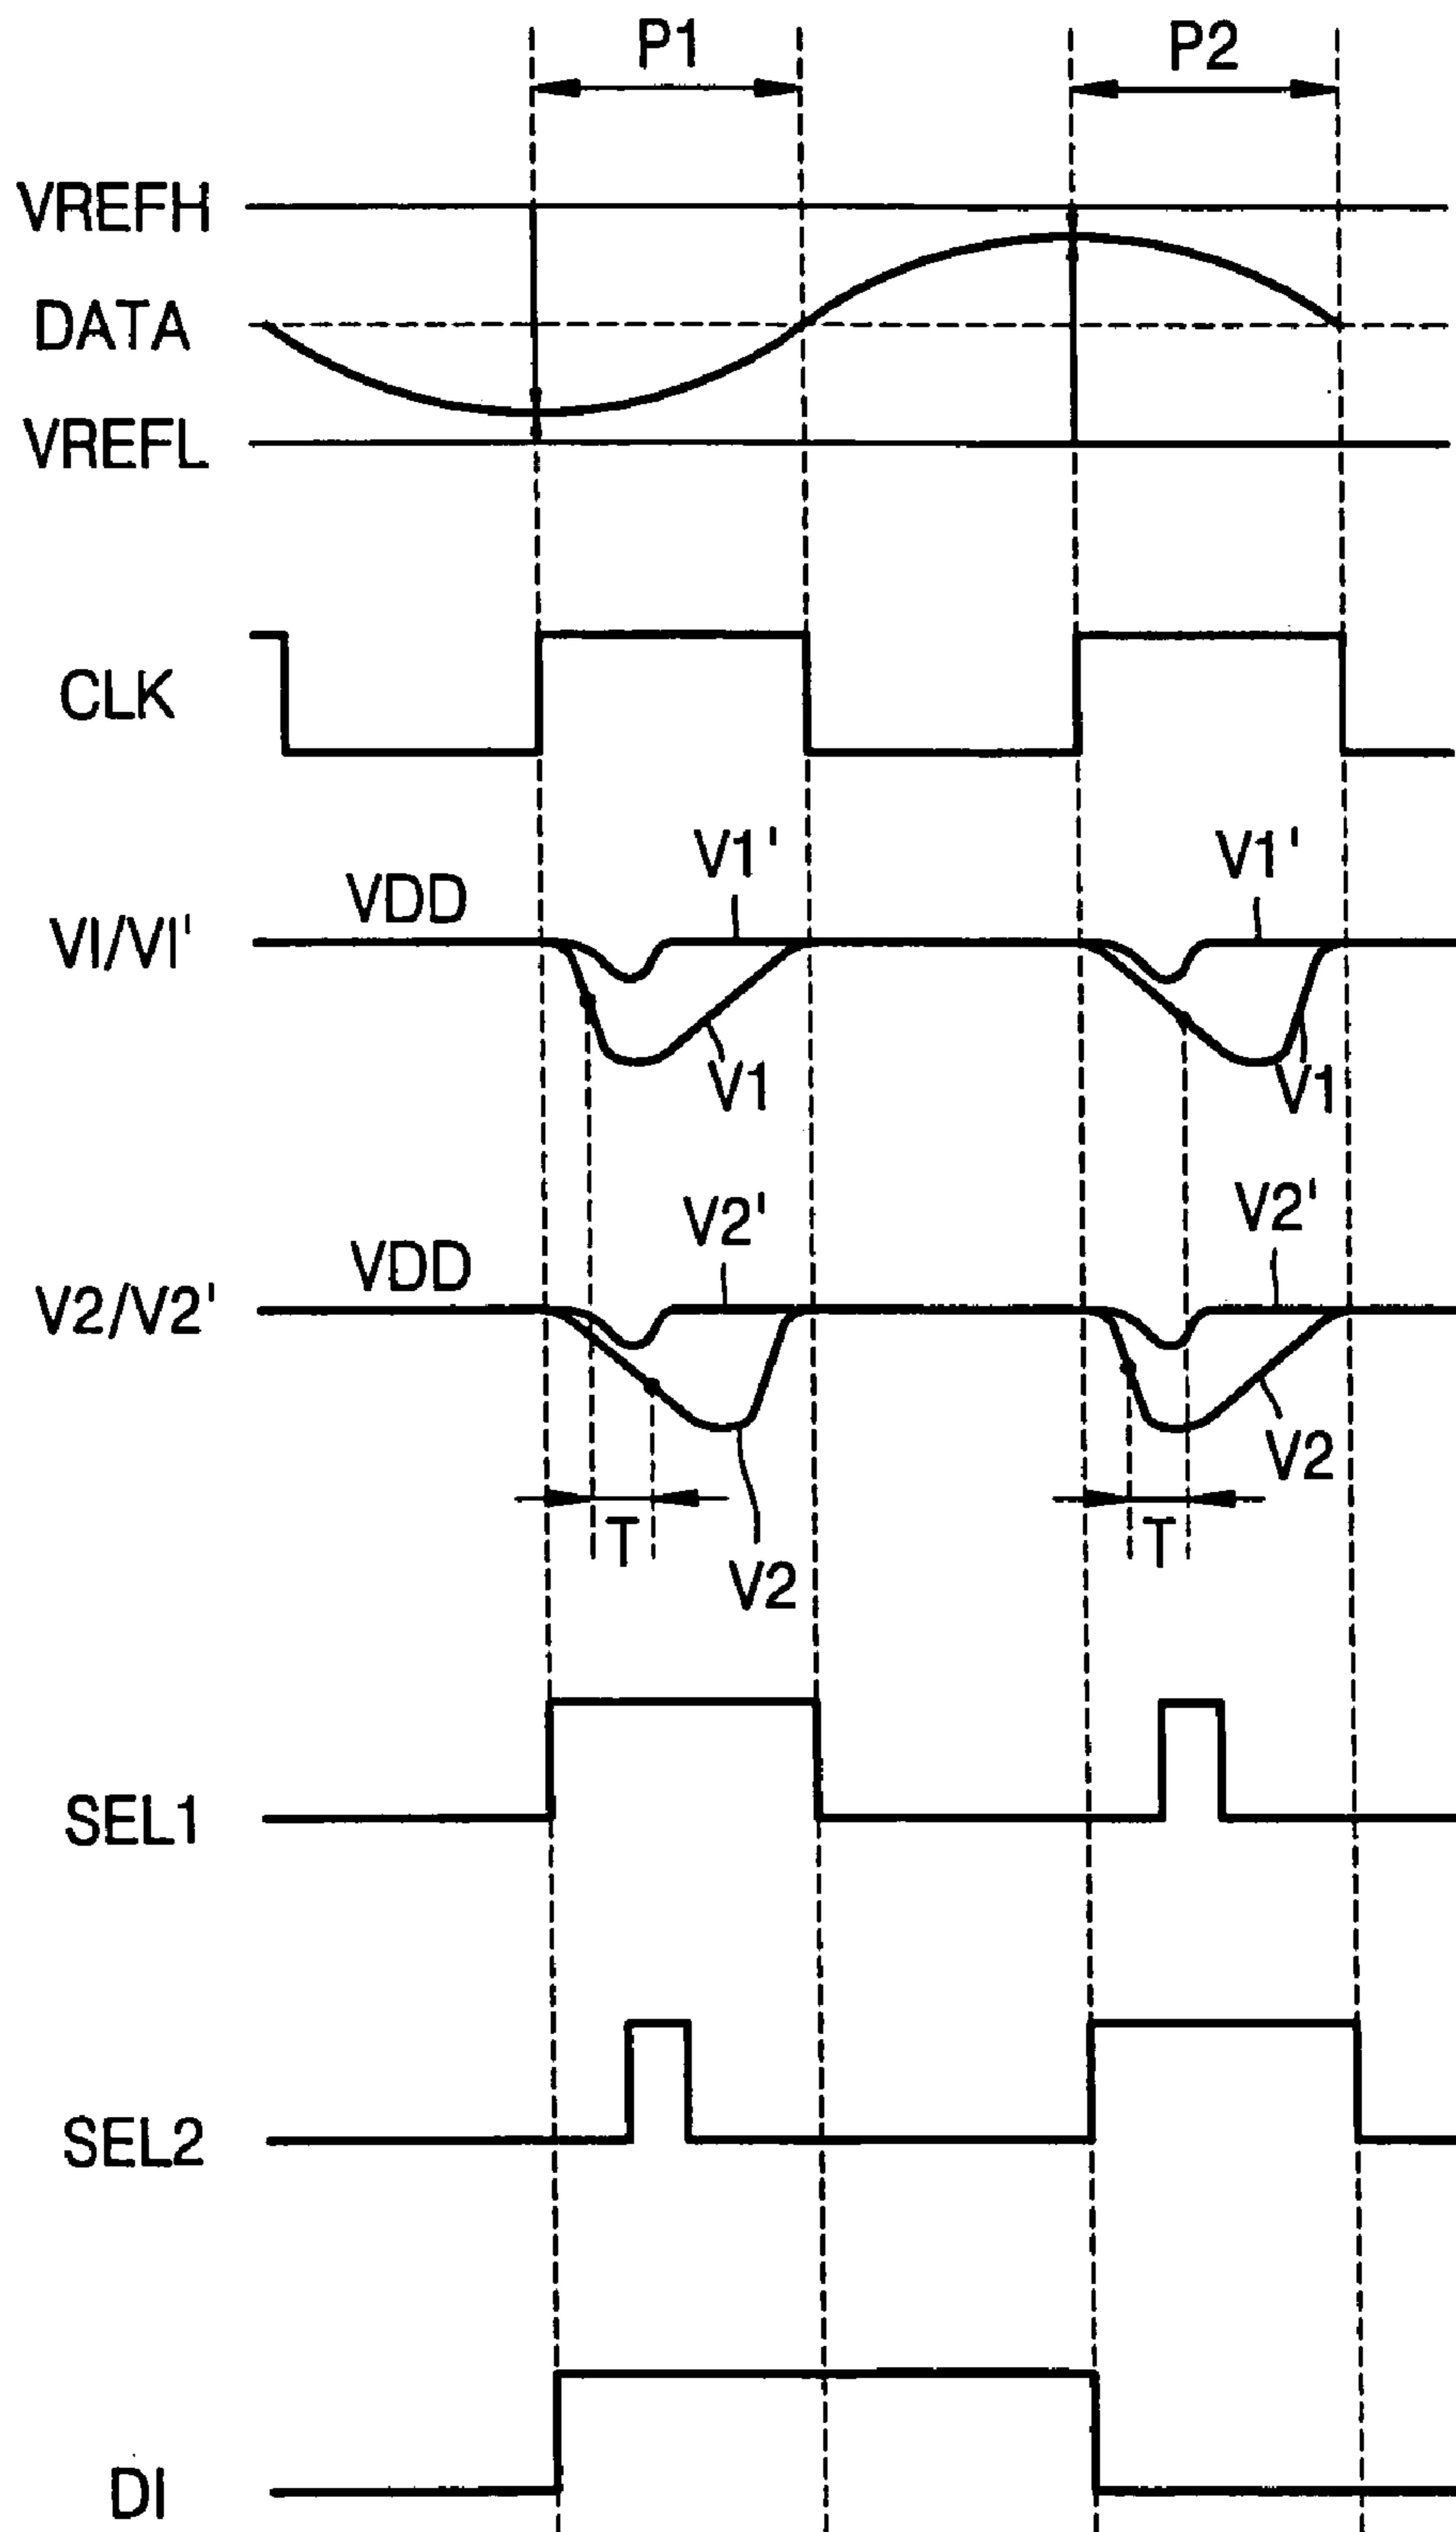 P1 P2
VREFH
DATA
VREFL
CLK
V1' V1'
VDD
VI/VI'
V1 V1
V2' V2'
VDD
V2/V2'
V2
T T
V2
SEL1
SEL2
DI